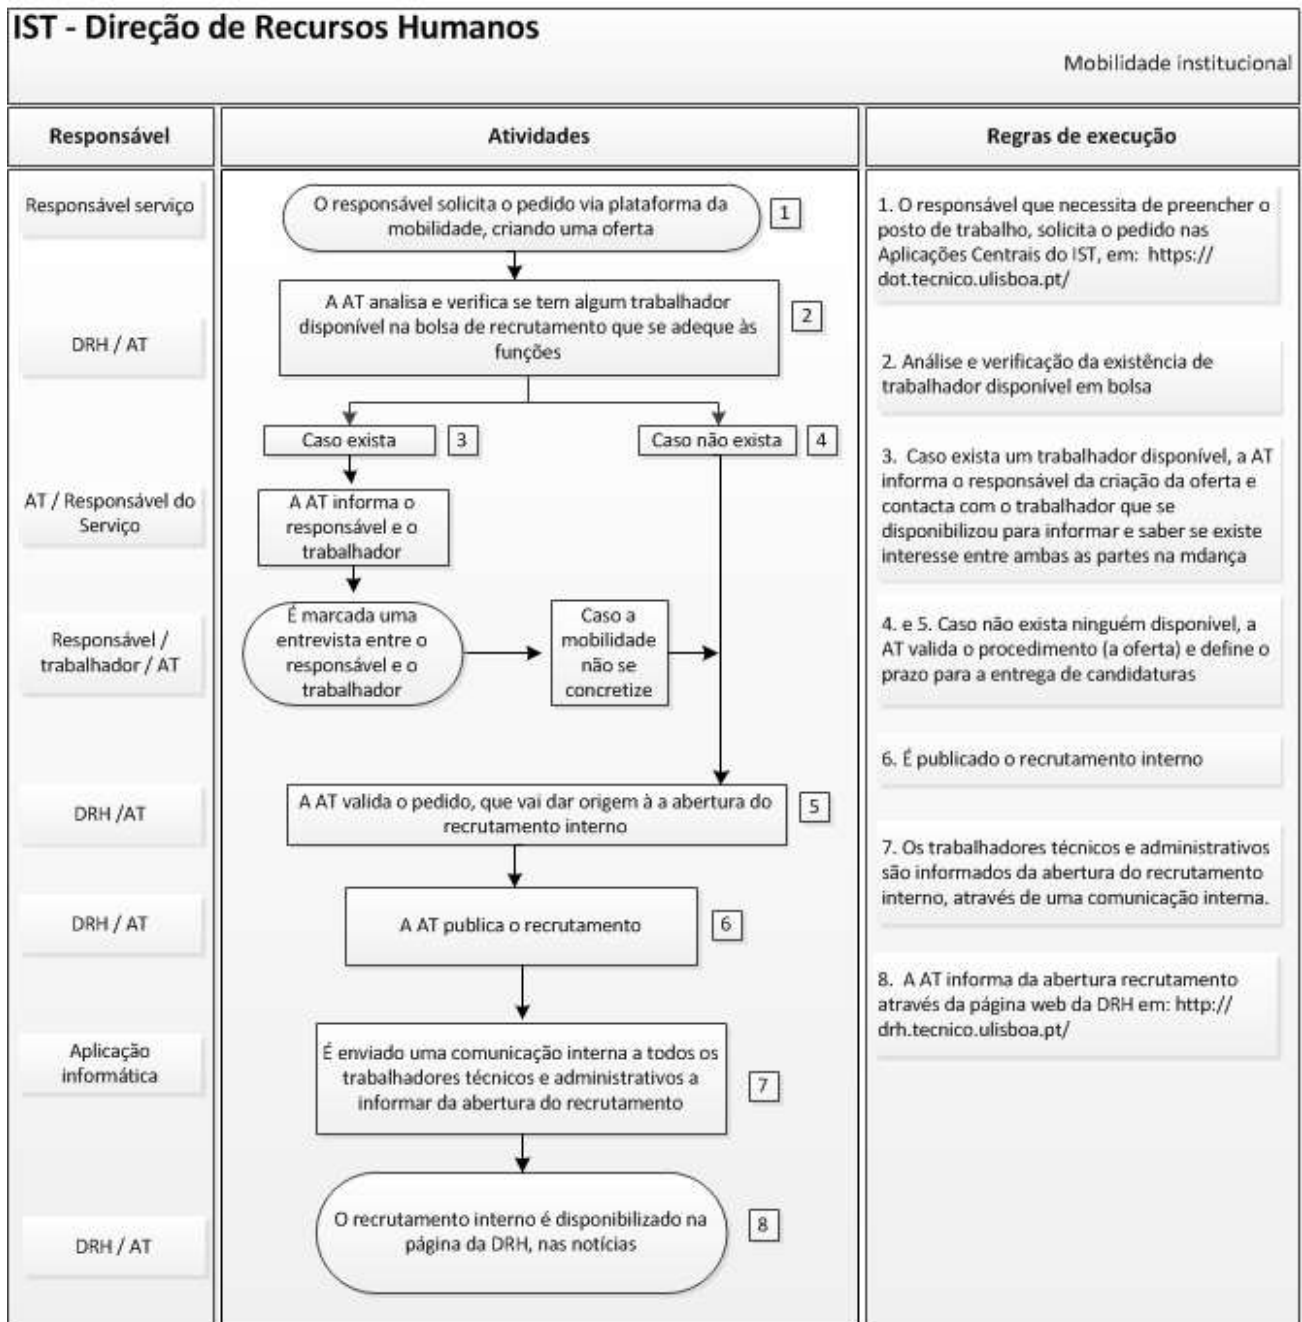 IST - Direção de Recursos Humanos
Mobilidade institucional
Responsável
Atividades
Regras de execução
Responsável serviço
O responsável solicita o pedido via plataforma da
mobilidade, criando uma oferta
1
1. O responsável que necessita de preencher o
posto de trabalho, solicita o pedido nas
Aplicações Centrais do IST, em: https://
dot.tecnico.ulisboa.pt/
DRH / AT
A AT analisa e verifica se tem algum trabalhador
disponível na bolsa de recrutamento que se adeque às
funções
2
2. Análise e verificação da existência de
trabalhador disponível em bolsa
Caso exista
3
Caso não exista
4
AT / Responsável do
Serviço
A AT informa o
responsável e o
trabalhador
3. Caso exista um trabalhador disponível, a AT
informa o responsável da criação da oferta e
contacta com o trabalhador que se
disponibilizou para informar e saber se existe
interesse entre ambas as partes na mdança
Responsável /
trabalhador / AT
É marcada uma
entrevista entre o
responsável e o
trabalhador
Caso a
mobilidade
não se
concretize
4. e 5. Caso não exista ninguém disponível, a
AT valida o procedimento (a oferta) e define o
prazo para a entrega de candidaturas
DRH /AT
A AT valida o pedido, que vai dar origem à a abertura do
recrutamento interno
5
6. É publicado o recrutamento interno
DRH / AT
A AT publica o recrutamento
6
7. Os trabalhadores técnicos e administrativos
são informados da abertura do recrutamento
interno, através de uma comunicação interna.
Aplicação
informática
É enviado uma comunicação interna a todos os
trabalhadores técnicos e administrativos a
informar da abertura do recrutamento
7
8. A AT informa da abertura recrutamento
através da página web da DRH em: http://
drh.tecnico.ulisboa.pt/
DRH / AT
O recrutamento interno é disponibilizado na
página da DRH, nas notícias
8